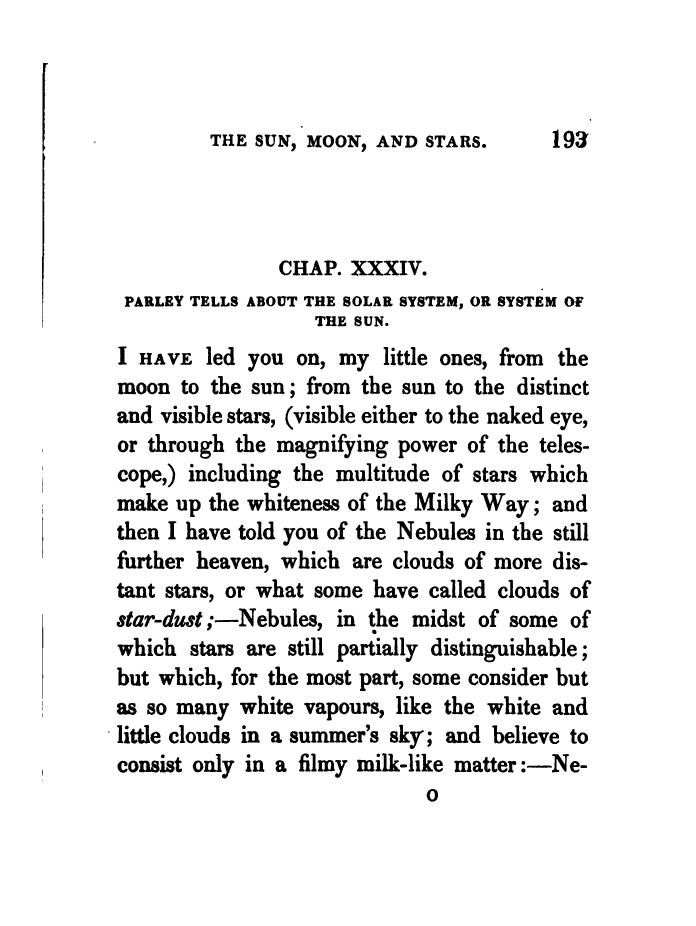 THE SUN, MOON, AND STARS. 193
CHAP. XXXIV.
PARLEY TELLS ABOUT THE SOLAR SYSTEM, OR SYSTEM OF
THE SUN.
I HAVE led you on, my little ones, from the
moon to the sun; from the sun to the distinct
and visible stars, (visible either to the naked eye,
or through the magnifying power of the teles-
cope,) including the multitude of stars which
make up the whiteness of the Milky Way; and
then I have told you of the Nebules in the still
further heaven, which are clouds of more dis-
tant stars, or what some have called clouds of
star-dust;—Nebules, in the midst of some of
which stars are still partially distinguishable;
but which, for the most part, some consider but
as so many white vapours, like the white and
little clouds in a summer's sky; and believe to
consist only in a filmy milk-like matter:—Ne-
O